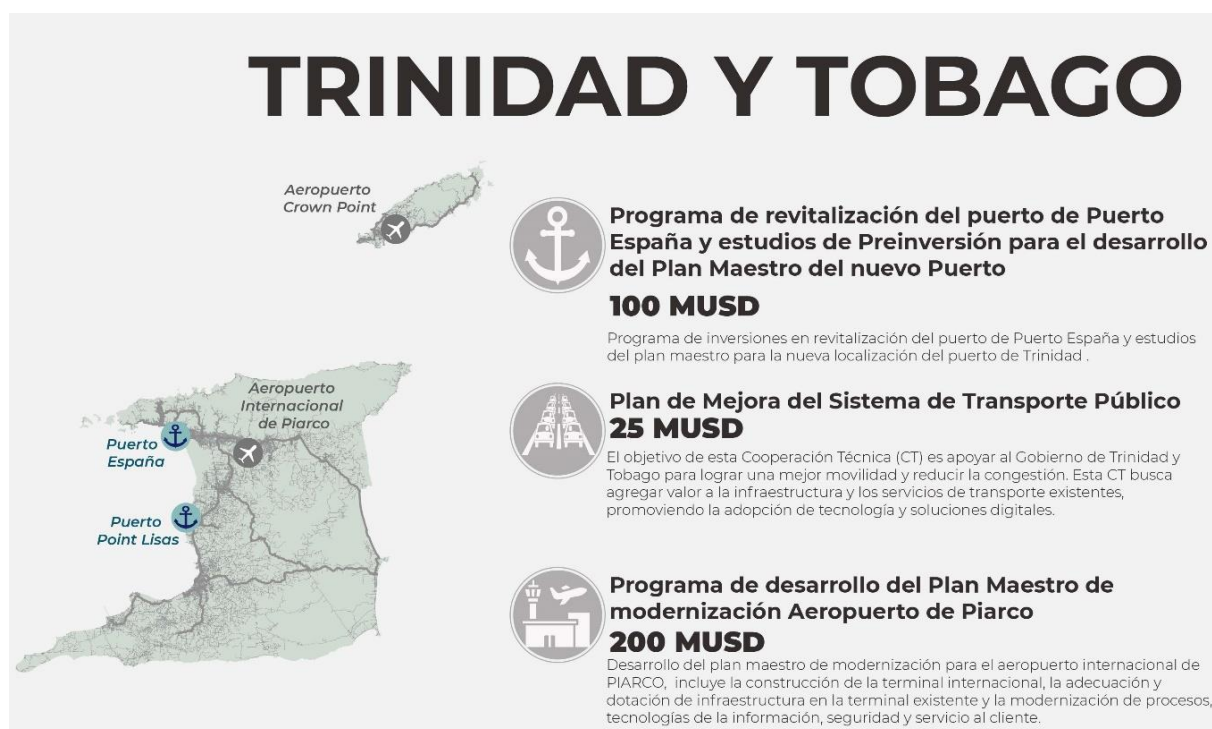 TRINIDAD Y TOBAGO
Aeropuerto
Crown Point
Aeropuerto
Internacional
de Piarco
Puerto
España
Puerto
Point Lisas
Programa de revitalización del puerto de Puerto
España y estudios de Preinversión para el desarrollo
del Plan Maestro del nuevo Puerto
100 MUSD
Programa de inversiones en revitalización del puerto de Puerto España y estudios
del plan maestro para la nueva localización del puerto de Trinidad .
Plan de Mejora del Sistema de Transporte Público
25 MUSD
El objetivo de esta Cooperación Técnica (CT) es apoyar al Gobierno de Trinidad y
Tobago para lograr una mejor movilidad y reducir la congestión. Esta CT busca
agregar valor a la infraestructura y los servicios de transporte existentes,
promoviendo la adopción de tecnología y soluciones digitales.
Programa de desarrollo del Plan Maestro de
modernización Aeropuerto de Piarco
200 MUSD
Desarrollo del plan maestro de modernización para el aeropuerto internacional de
PIARCO, incluye la construcción de la terminal internacional, la adecuación y
dotación de infraestructura en la terminal existente y la modernización de procesos,
tecnologías de la información, seguridad y servicio al cliente.